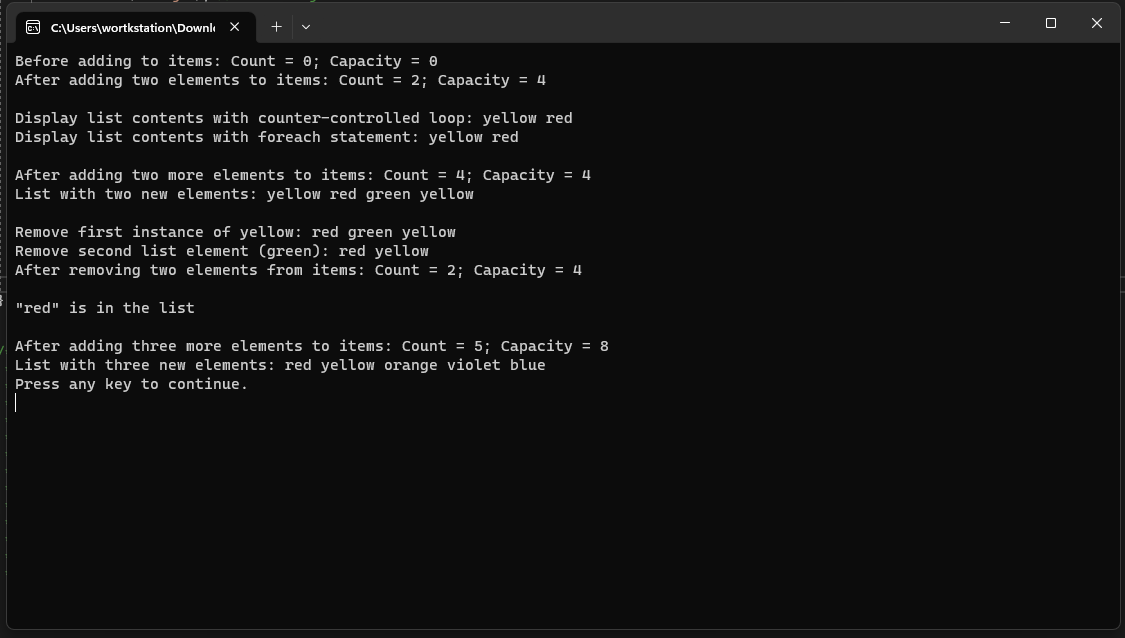 C:\Users\wortkstation\Downl
Before adding to items: Count = 0; Capacity = 0
After adding two elements to items: Count = 2; Capacity = 4
Display list contents with counter-controlled loop: yellow red
Display list contents with foreach statement: yellow red
After adding two more elements to items: Count = 4; Capacity = 4
List with two new elements: yellow red green yellow
Remove first instance of yellow: red green yellow
Remove second list element (green): red yellow
After removing two elements from items: Count = 2; Capacity = 4
"red" is in the list
After adding three more elements to items: Count = 5; Capacity = 8
List with three new elements: red yellow orange violet blue
Press any key to continue.